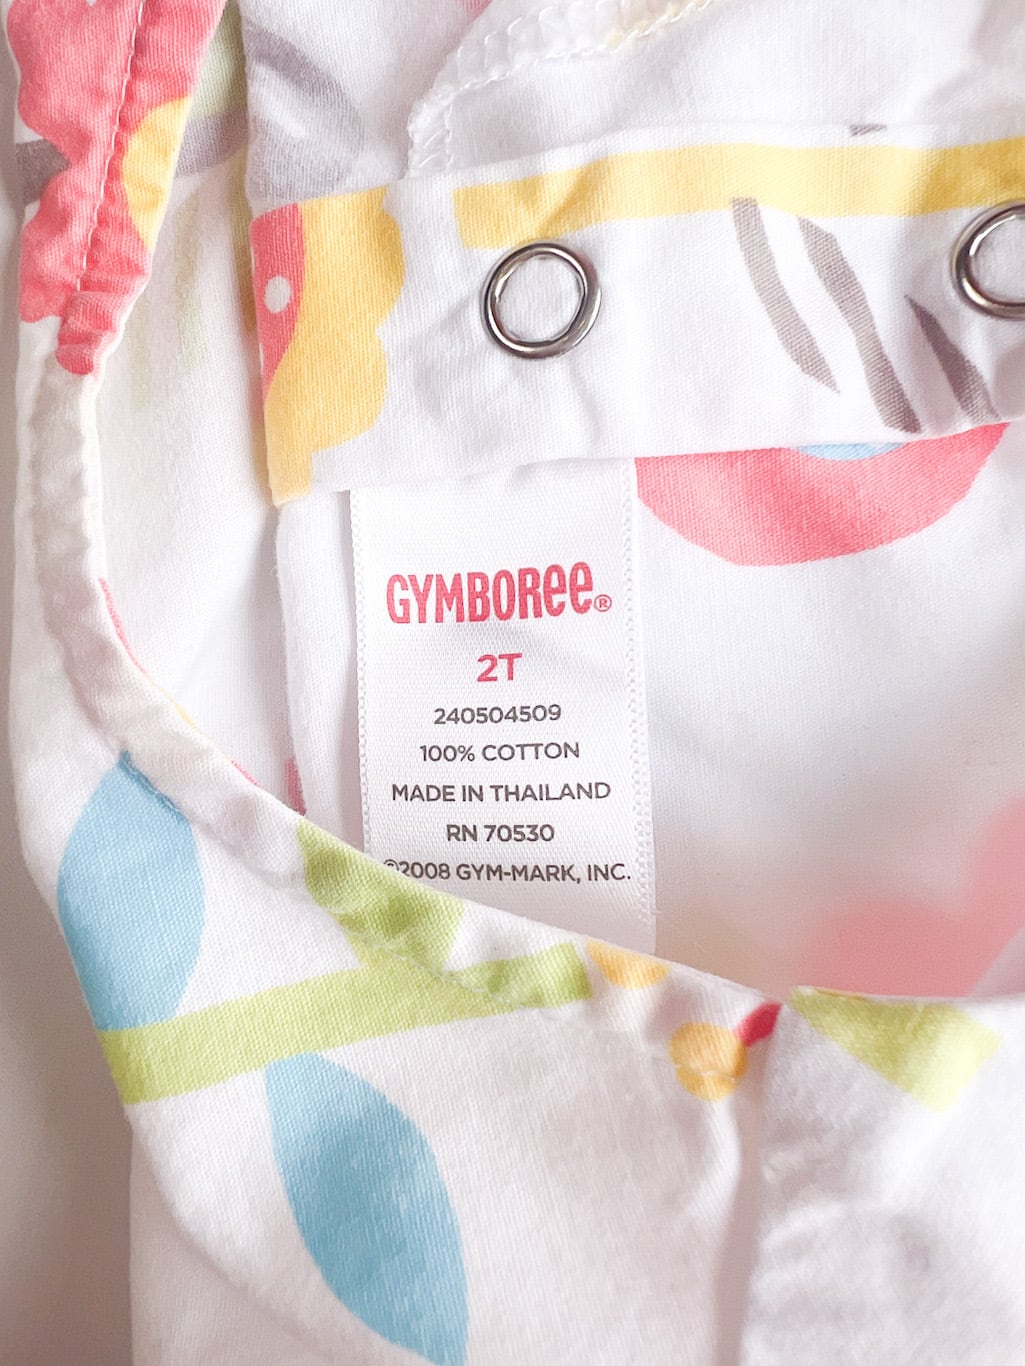 GYMBOREE®
2T
240504509
100% COTTON
MADE IN THAILAND
RN 70530
©2008 GYM-MARK, INC.